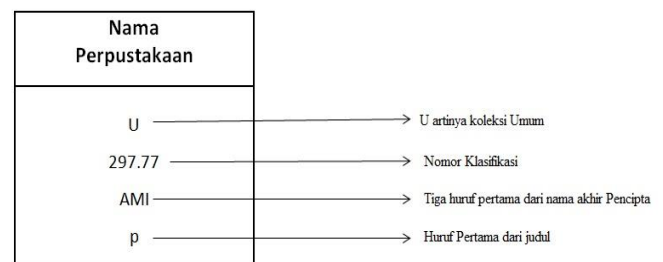 Nama
Perpustakaan
U U artinya koleksi Umum
297.77 Nomor Klasifikasi
AMI Tiga huruf pertama dari nama akhir Pencipta
p Huruf Pertama dari judul